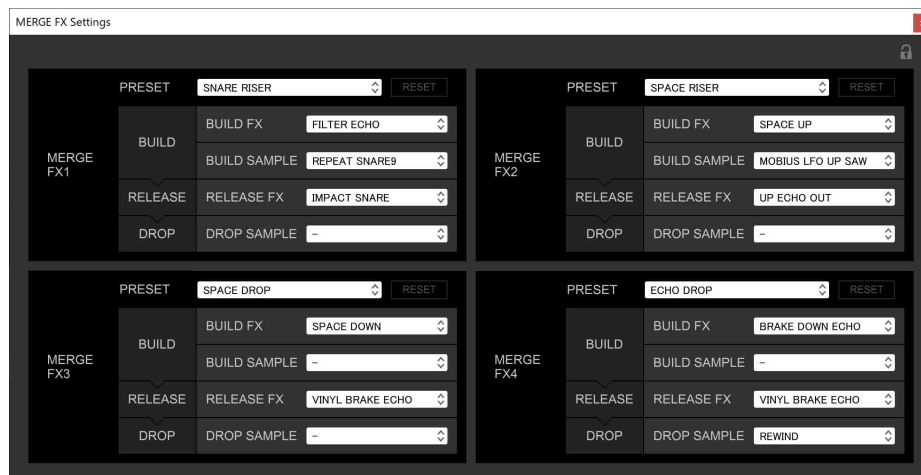 MERGE FX Settings
MERGE FX1
PRESET SNARE RISER RESET
BUILD
BUILD FX FILTER ECHO
BUILD SAMPLE REPEAT SNARE9
RELEASE RELEASE FX IMPACT SNARE
DROP DROP SAMPLE –
MERGE FX2
PRESET SPACE RISER RESET
BUILD
BUILD FX SPACE UP
BUILD SAMPLE MOBIUS LFO UP SAW
RELEASE RELEASE FX UP ECHO OUT
DROP DROP SAMPLE –
MERGE FX3
PRESET SPACE DROP RESET
BUILD
BUILD FX SPACE DOWN
BUILD SAMPLE –
RELEASE RELEASE FX VINYL BRAKE ECHO
DROP DROP SAMPLE –
MERGE FX4
PRESET ECHO DROP RESET
BUILD
BUILD FX BRAKE DOWN ECHO
BUILD SAMPLE –
RELEASE RELEASE FX VINYL BRAKE ECHO
DROP DROP SAMPLE REWIND